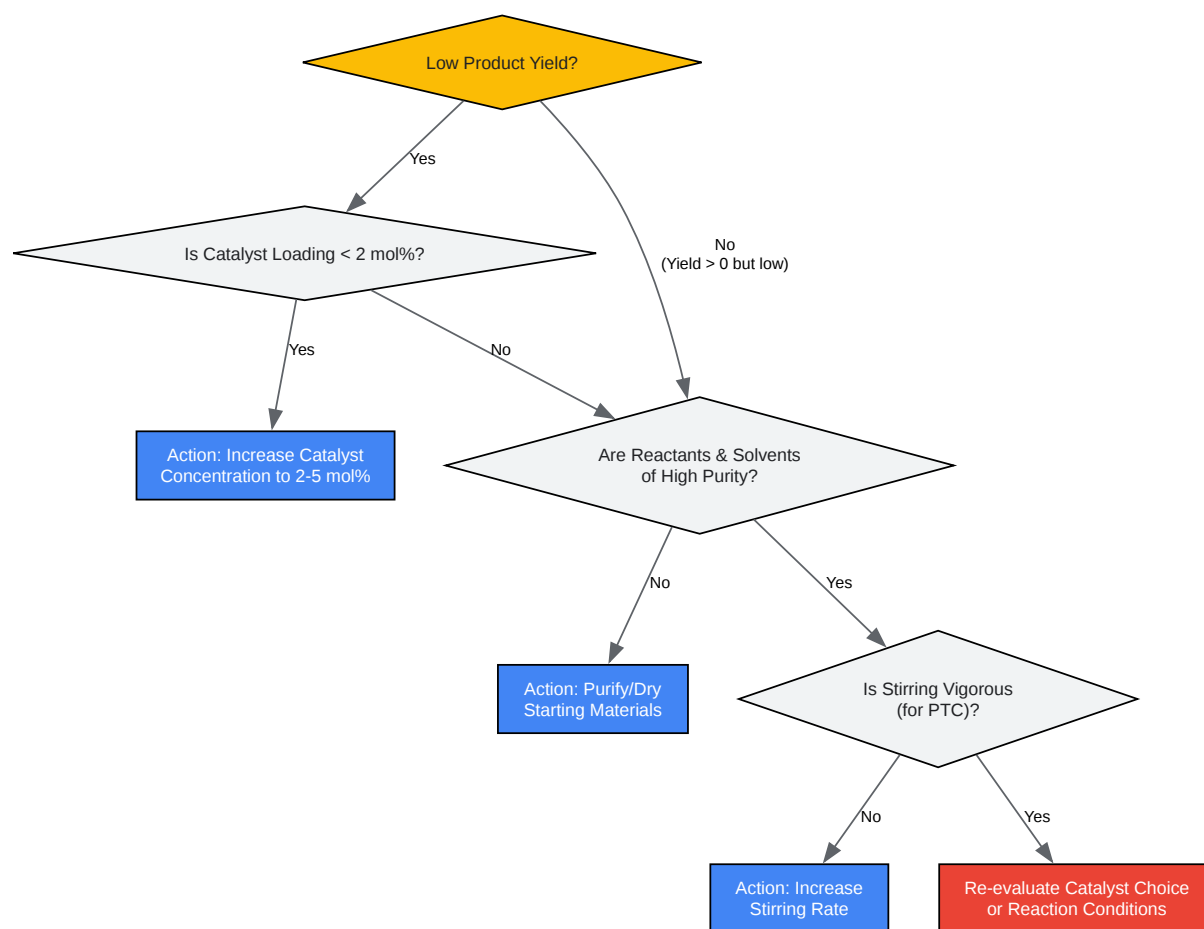 Low Product Yield?
Yes
Is Catalyst Loading < 2 mol%?
No
(Yield > 0 but low)
Yes
No
Action: Increase Catalyst
Concentration to 2-5 mol%
Are Reactants & Solvents
of High Purity?
No
Yes
Action: Purify/Dry
Starting Materials
Is Stirring Vigorous
(for PTC)?
No
Yes
Action: Increase
Stirring Rate
Re-evaluate Catalyst Choice
or Reaction Conditions